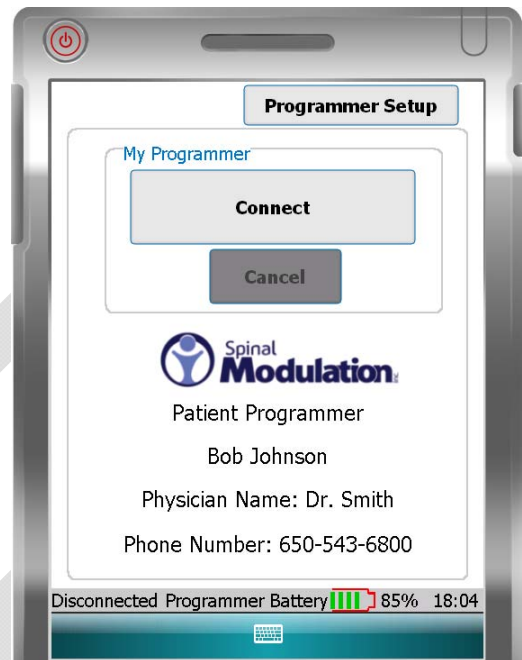 Programmer Setup
My Programmer
Connect
Cancel
Spinal
Modulation
Patient Programmer
Bob Johnson
Physician Name: Dr. Smith
Phone Number: 650-543-6800
Disconnected Programmer Battery 85% 18:04